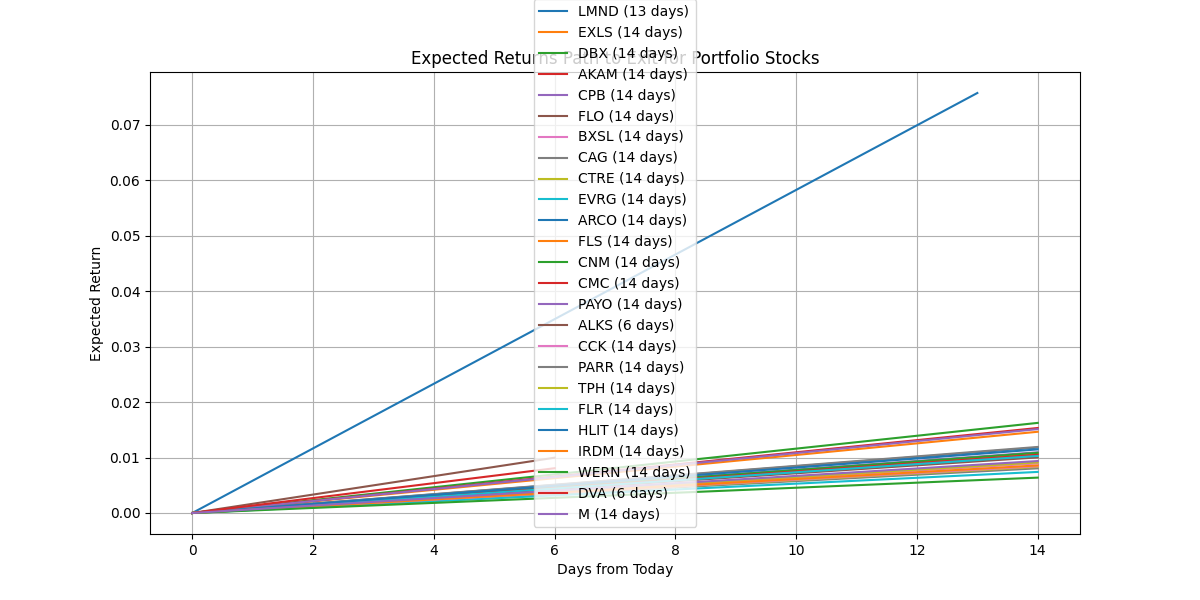 Expected Returns Path to Exit for Portfolio Stocks
LMND (13 days)
EXLS (14 days)
DBX (14 days)
AKAM (14 days)
CPB (14 days)
FLO (14 days)
BXSL (14 days)
CAG (14 days)
CTRE (14 days)
EVRG (14 days)
ARCO (14 days)
FLS (14 days)
CNM (14 days)
CMC (14 days)
PAYO (14 days)
ALKS (6 days)
CCK (14 days)
PARR (14 days)
TPH (14 days)
FLR (14 days)
HLIT (14 days)
IRDM (14 days)
WERN (14 days)
DVA (6 days)
M (14 days)
Expected Return
0.07
0.06
0.05
0.04
0.03
0.02
0.01
0.00
0
2
4
6
8
10
12
14
Days from Today